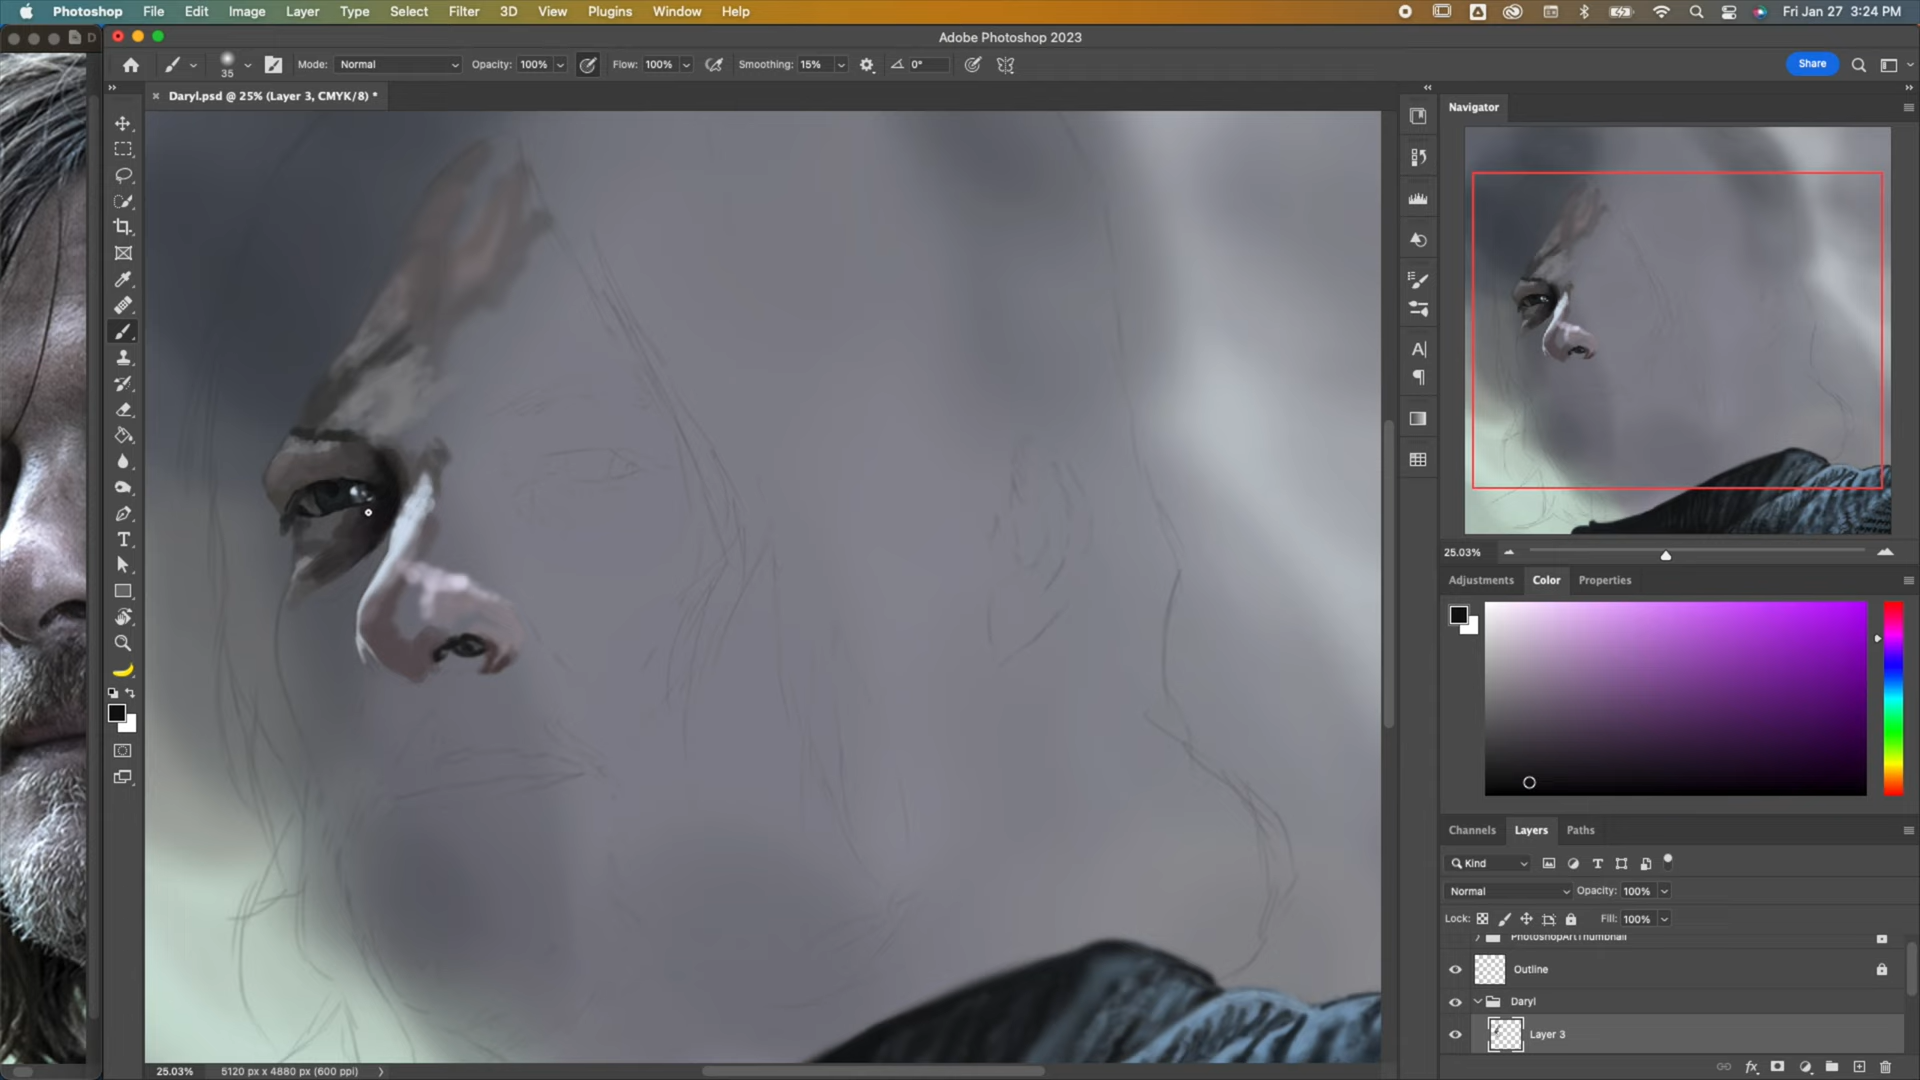 Photoshop File Edit Image Layer Type Select Filter 3D View Plugins Window Help Fri Jan 27 3:24 PM
D Adobe Photoshop 2023
35 Mode: Normal Opacity: 100% Flow: 100% Smoothing: 15% 0° Share
Daryl.psd @ 25% (Layer 3, CMYK/8) *
Navigator
25.03%
Adjustments Color Properties
Channels Layers Paths
Kind
Normal Opacity: 100%
Lock: Fill: 100%
PhotoshopArtThumbnail
Outline
Daryl
Layer 3
25.03% 5120 px x 4880 px (600 ppi)